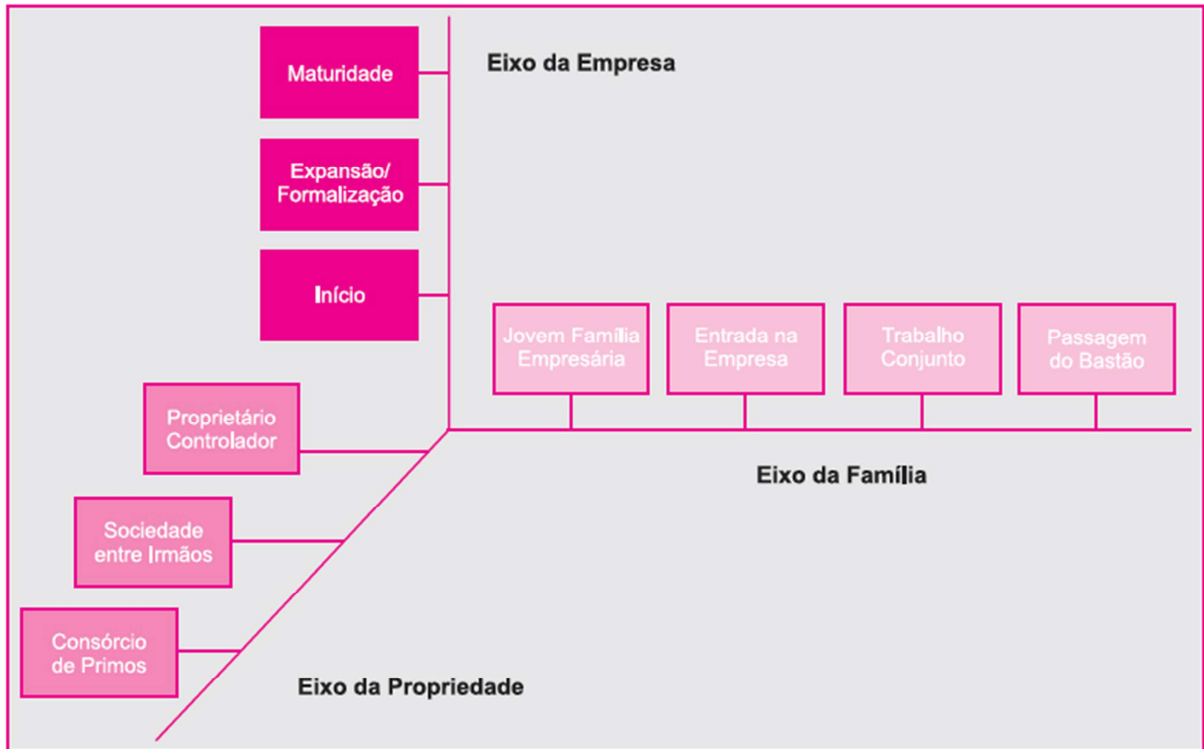 Maturidade
Eixo da Empresa
Expansão/
Formalização
Início
Jovem Família
Empresária
Entrada na
Empresa
Trabalho
Conjunto
Passagem
do Bastão
Proprietário
Controlador
Eixo da Família
Sociedade
entre Irmãos
Consórcio
de Primos
Eixo da Propriedade